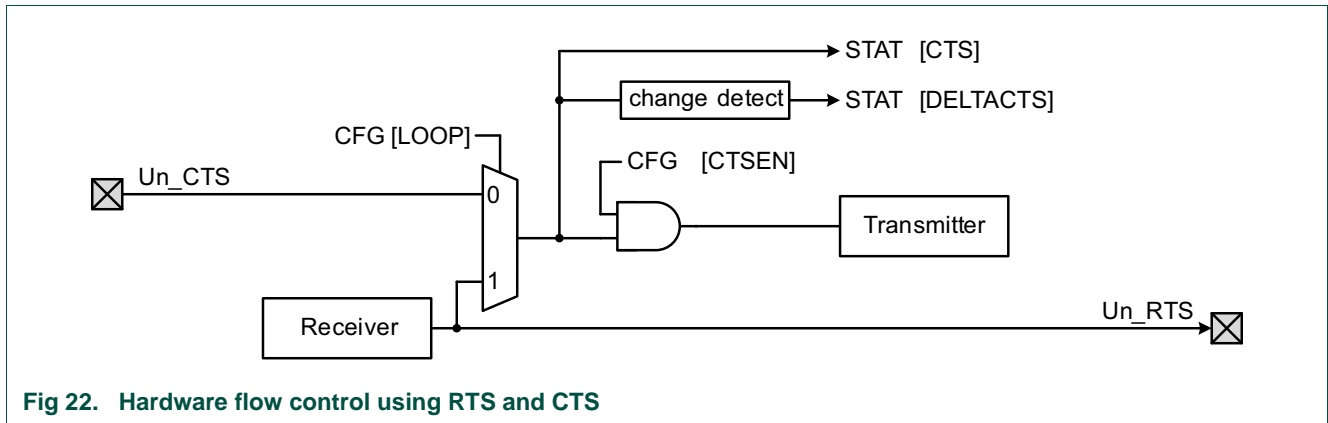 STAT [CTS]
change detect
STAT [DELTACTS]
CFG [LOOP]
CFG [CTSEN]
Un_CTS
0
Transmitter
1
Receiver
Un_RTS
Fig 22. Hardware flow control using RTS and CTS